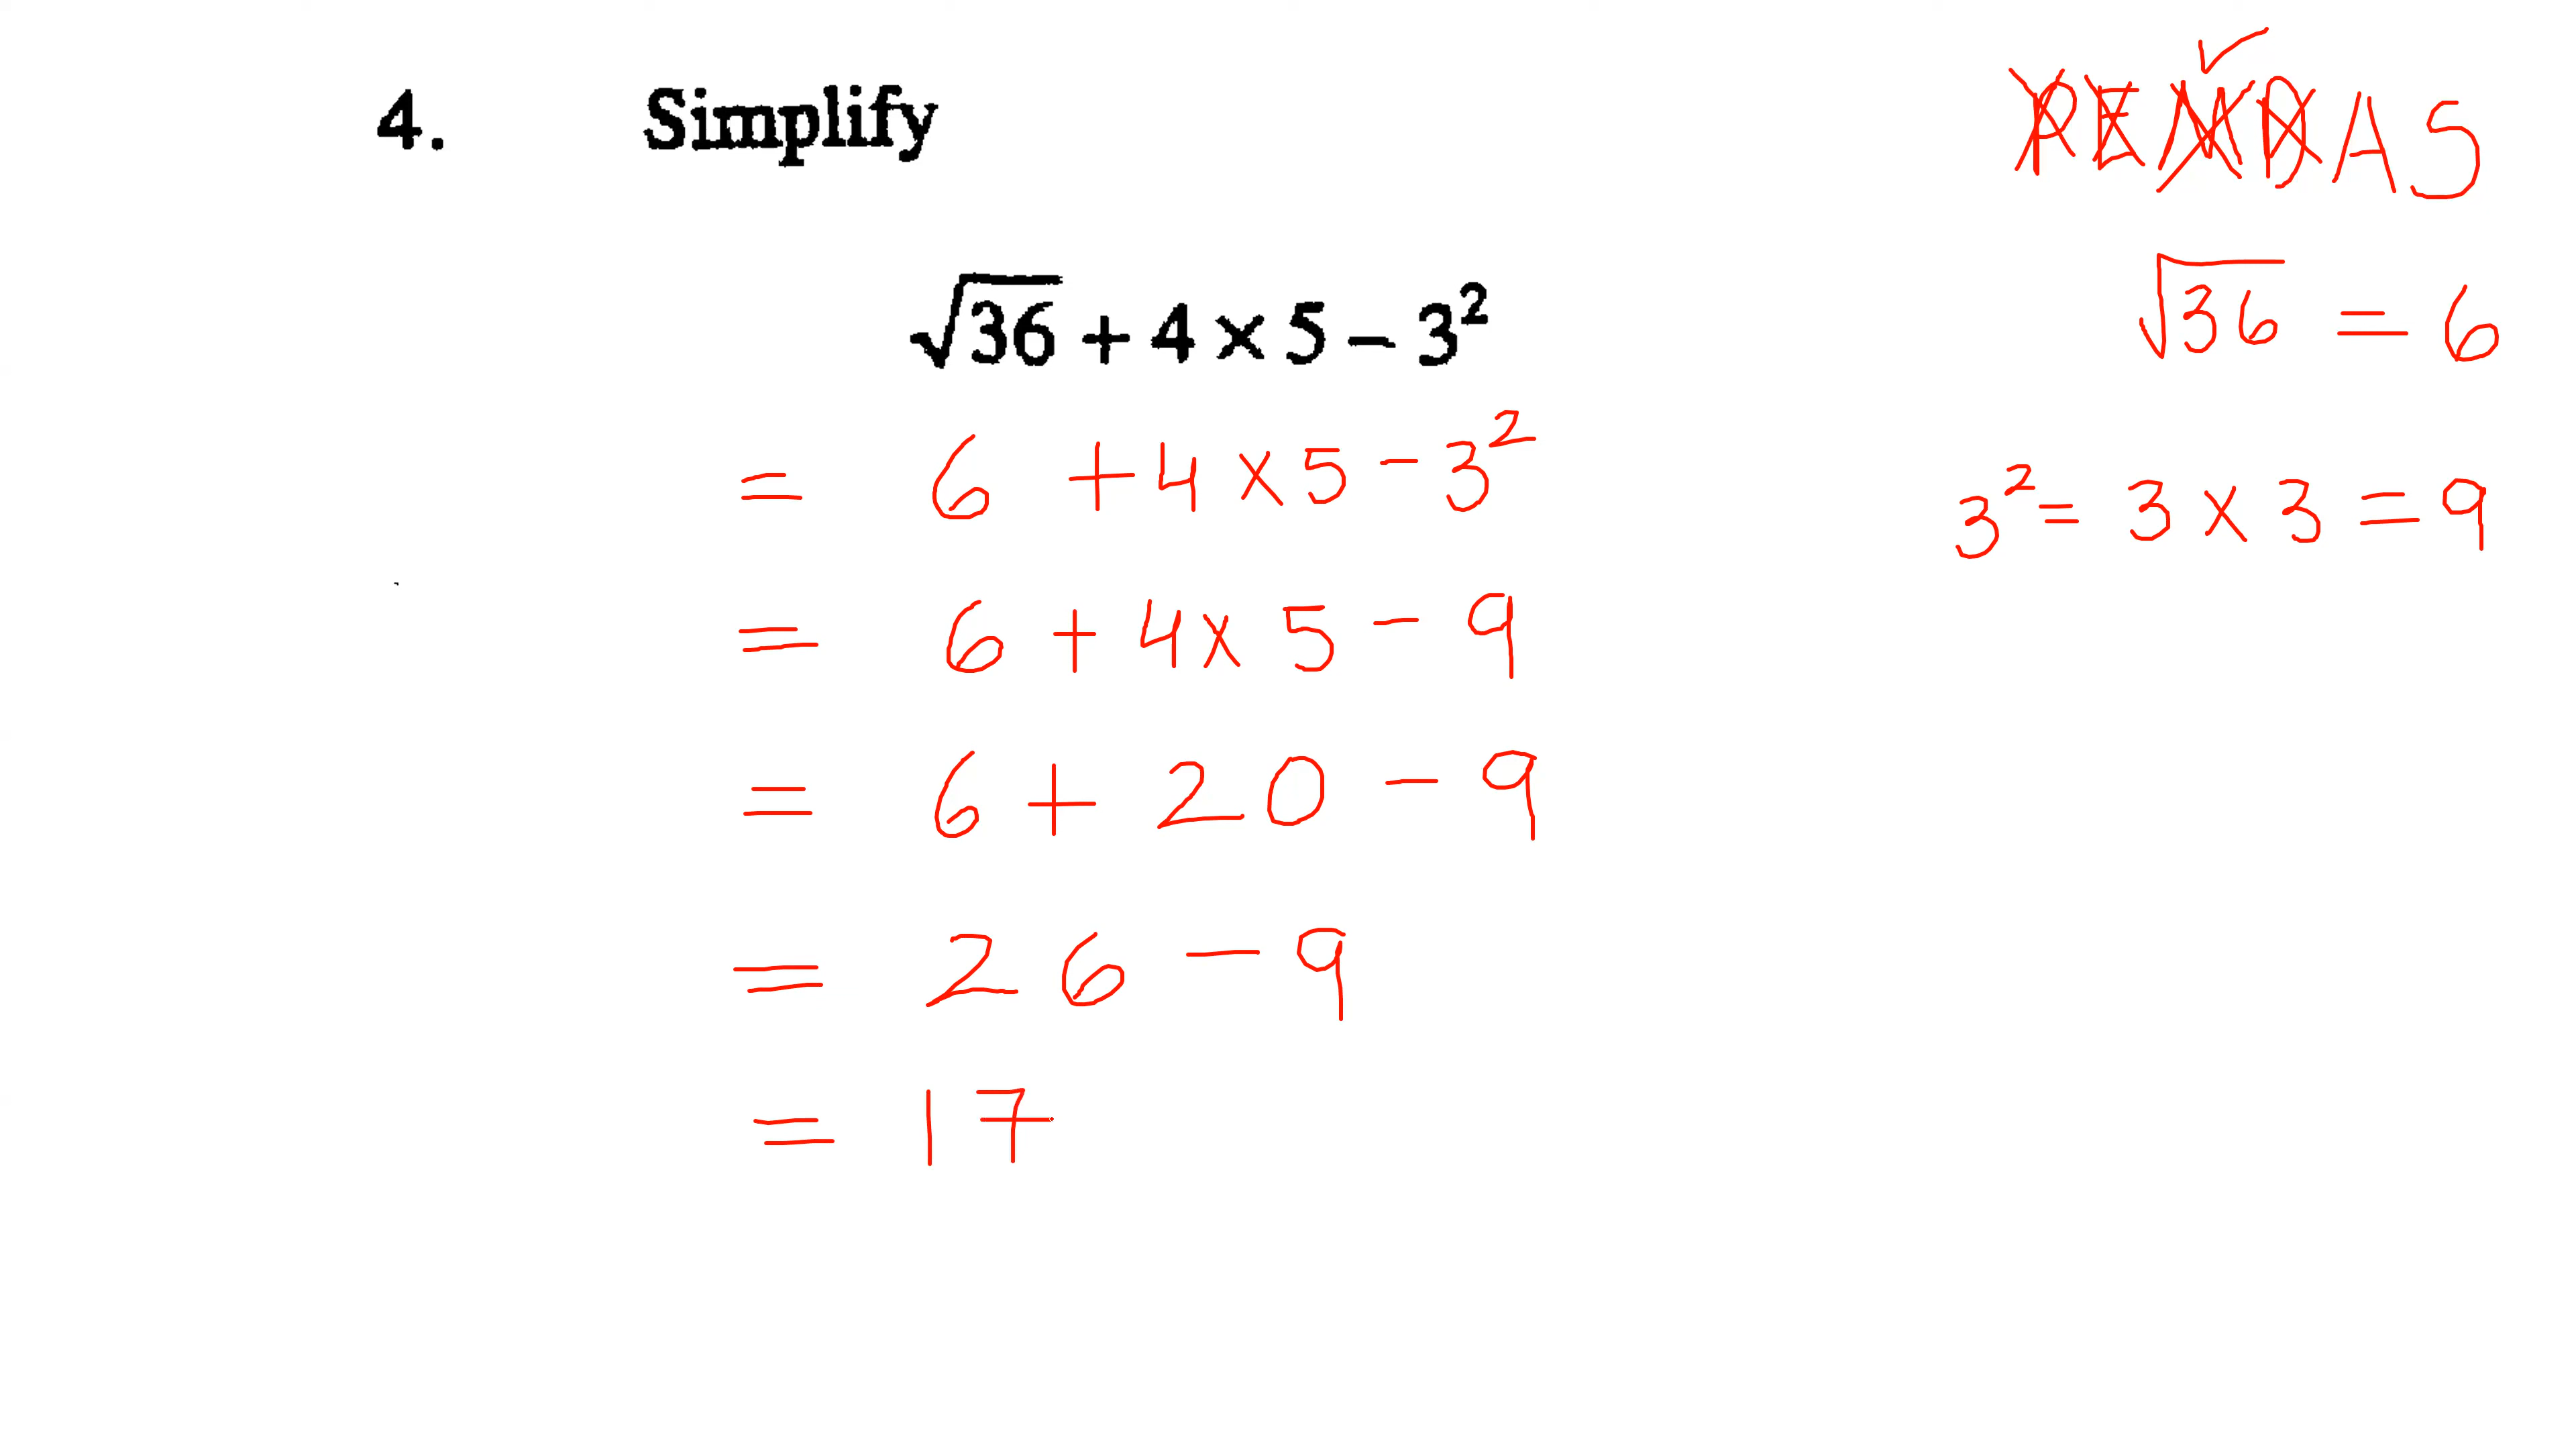 4. Simplify
PEMDAS
√36 + 4 × 5 – 3²
√36 = 6
= 6 + 4 × 5 - 3²
3² = 3 × 3 = 9
= 6 + 4 × 5 - 9
= 6 + 20 - 9
= 26 - 9
= 17